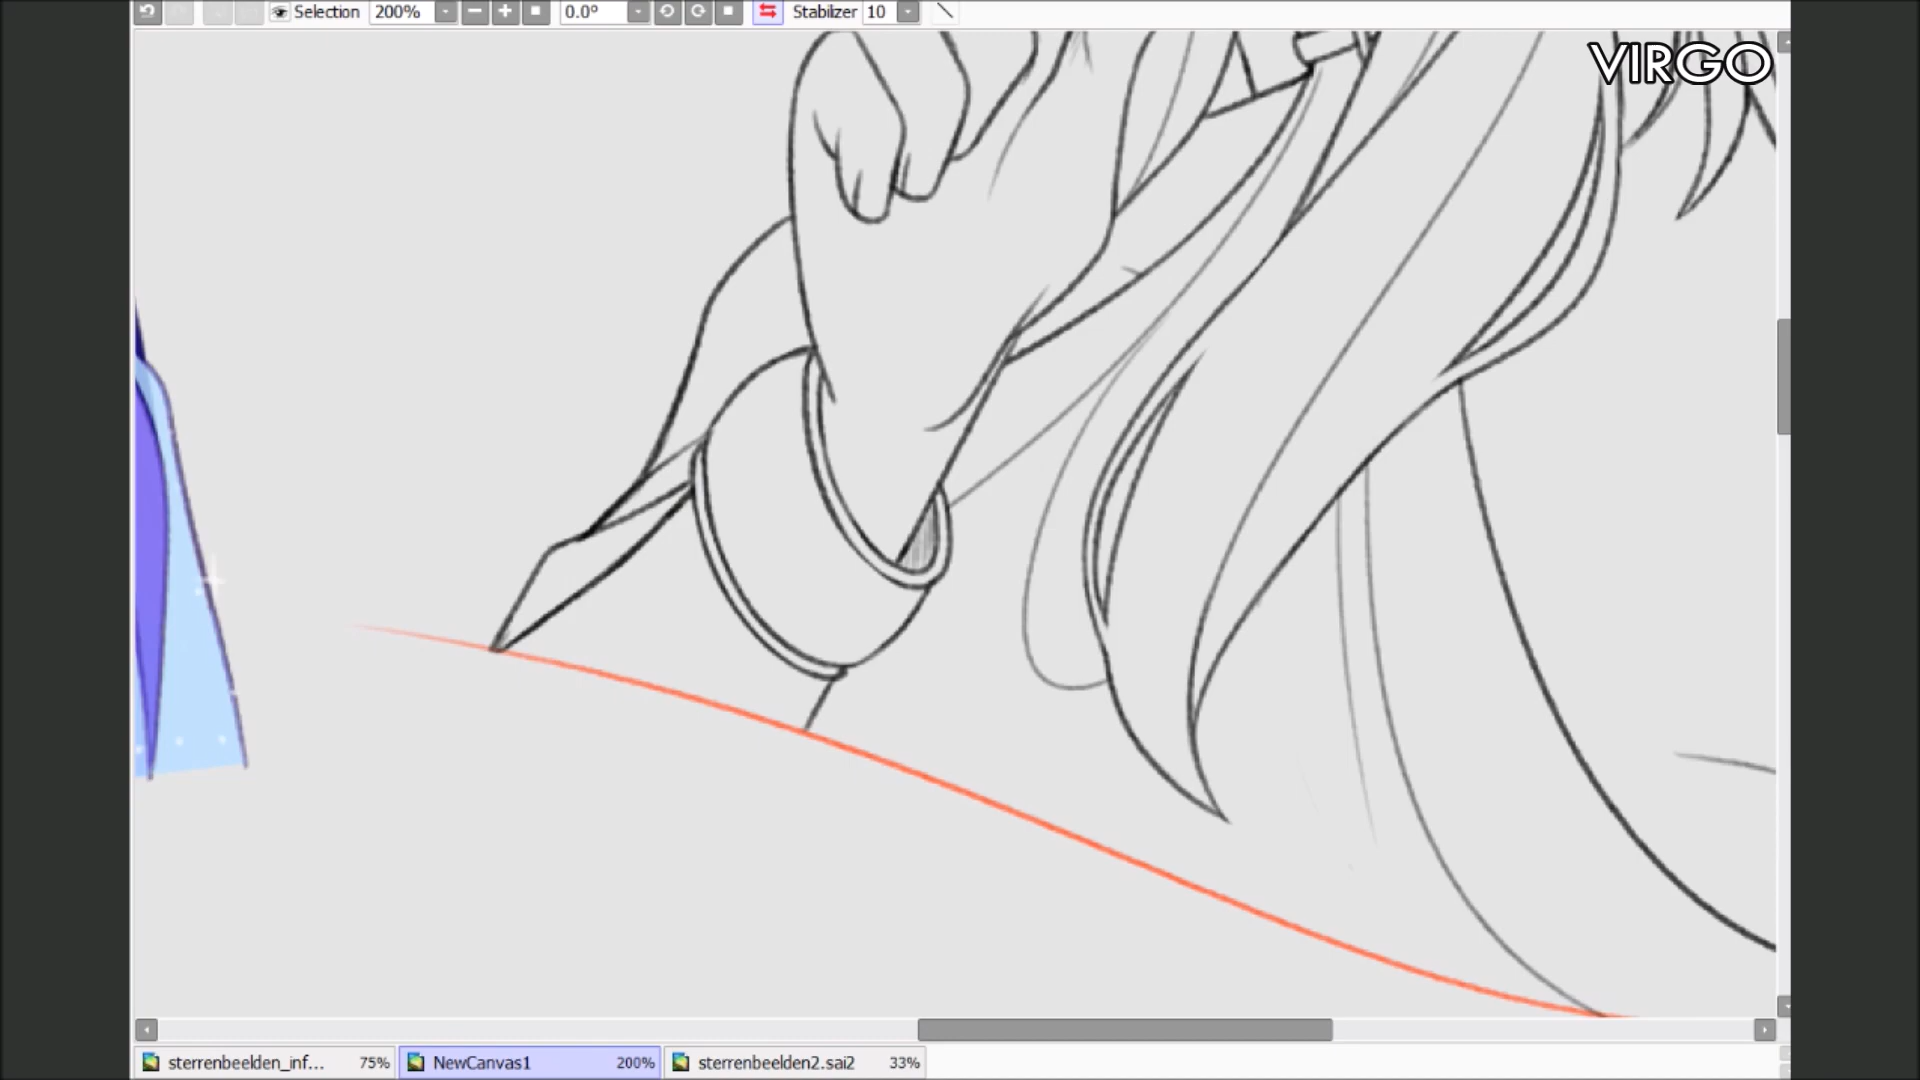 Selection 200% 0.0° Stabilizer 10
VIRGO
sterrenbeelden_inf... 75% NewCanvas1 200% sterrenbeelden2.sai2 33%